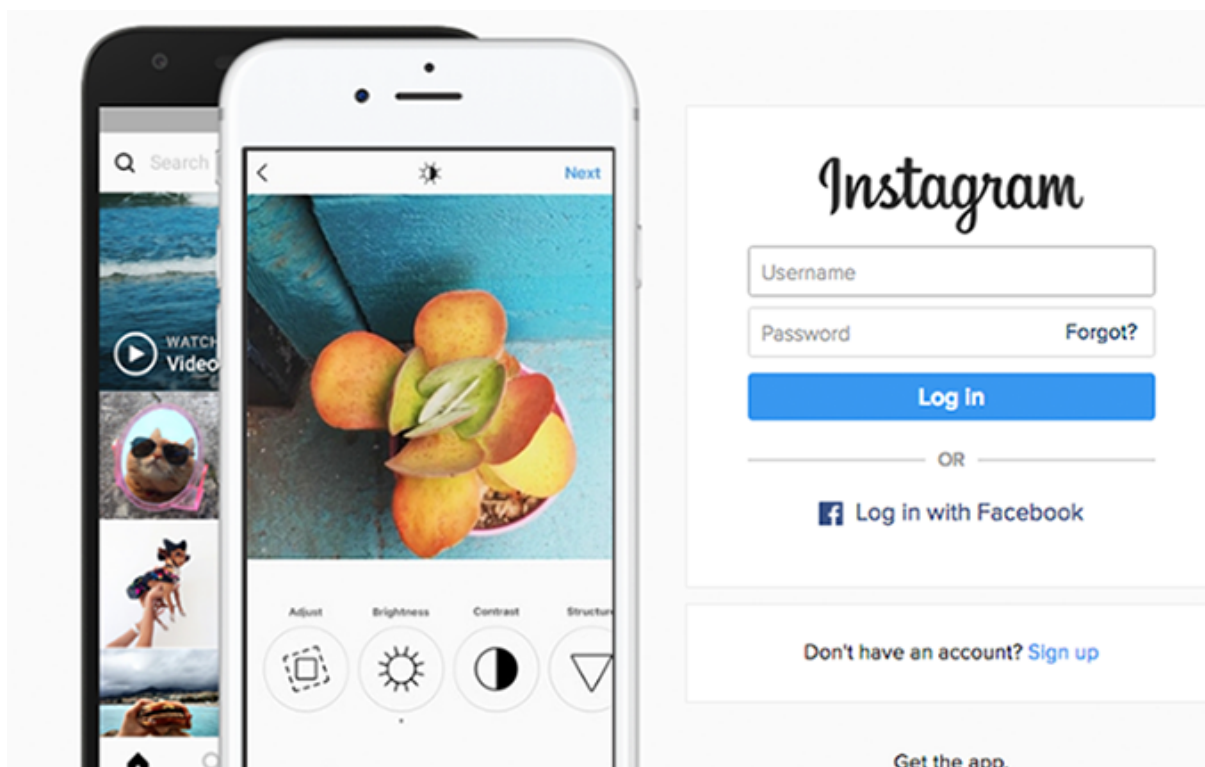 Search
WATCH
Video
Next
Adjust
Brightness
Contrast
Structure
Instagram
Username
Password
Forgot?
Log in
OR
Log in with Facebook
Don't have an account? Sign up
Get the app.